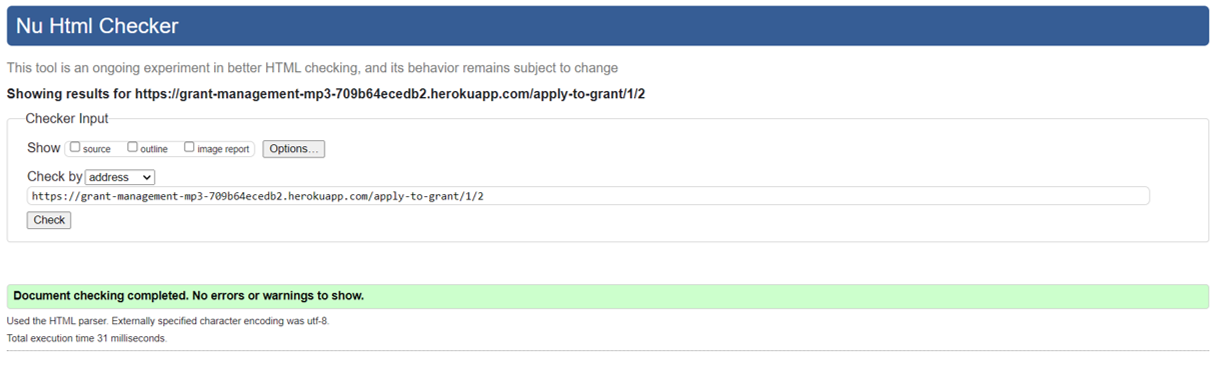 Nu Html Checker
This tool is an ongoing experiment in better HTML checking, and its behavior remains subject to change
Showing results for https://grant-management-mp3-709b64ecedb2.herokuapp.com/apply-to-grant/1/2
Checker Input
Show source outline image report Options...
Check by address
https://grant-management-mp3-709b64ecedb2.herokuapp.com/apply-to-grant/1/2
Check
Document checking completed. No errors or warnings to show.
Used the HTML parser. Externally specified character encoding was utf-8.
Total execution time 31 milliseconds.